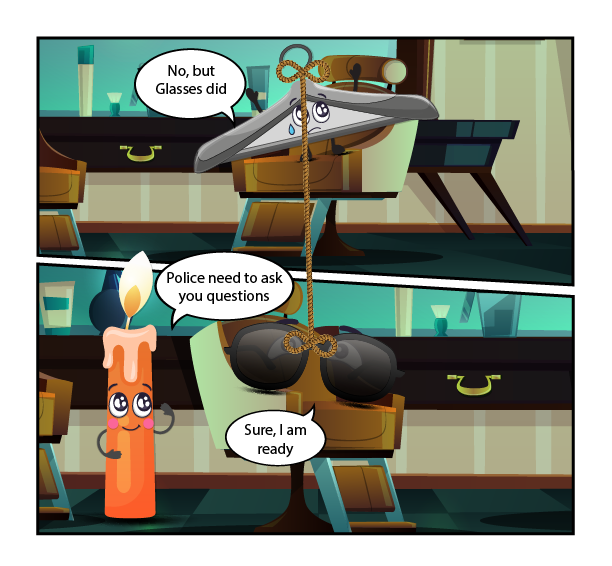 No, but
Glasses did
Police need to ask
you questions
Sure, I am
ready